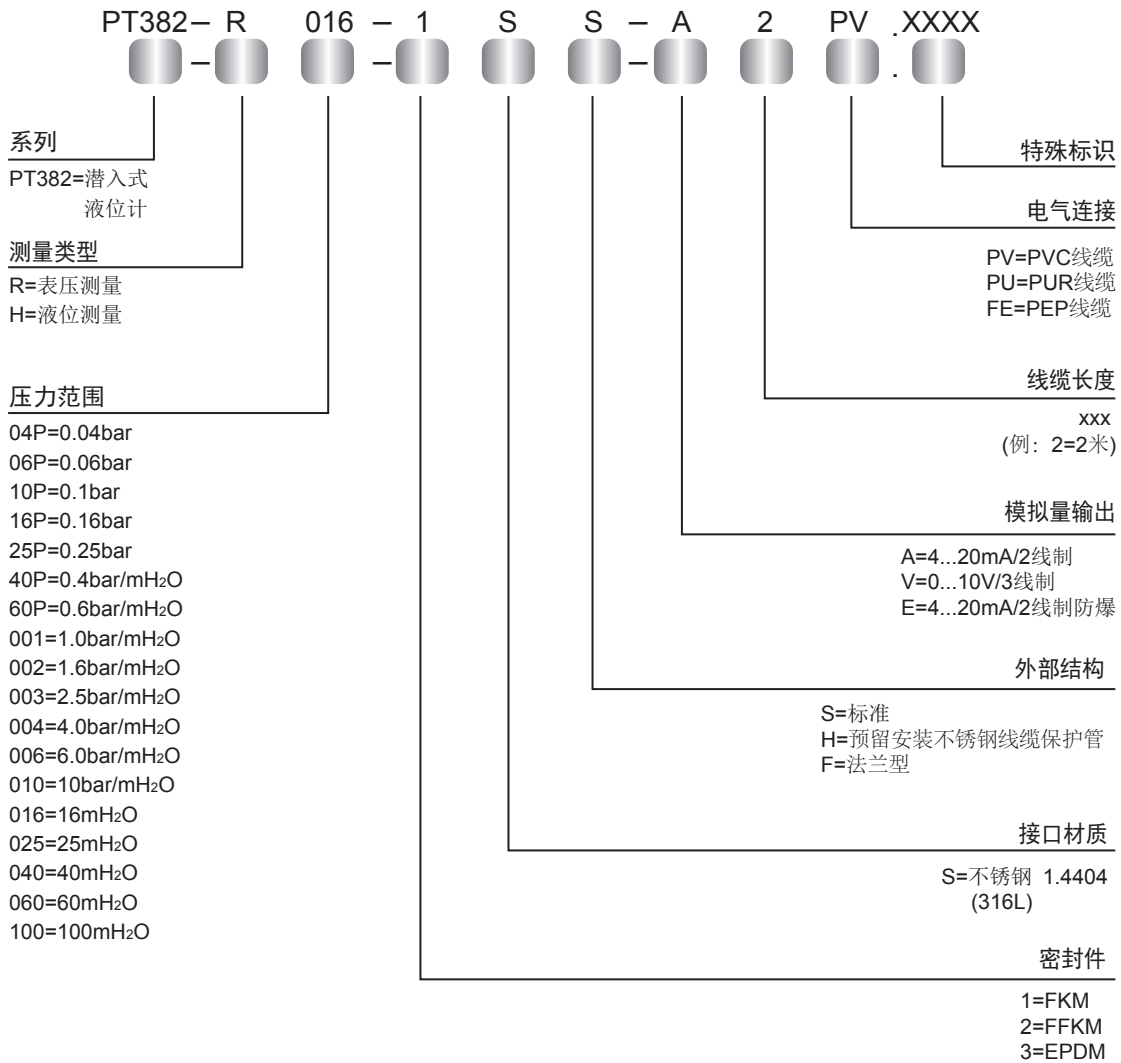 PT382– R 016 – 1 S S – A 2 PV .XXXX
– – – .
系列
PT382=潜入式
液位计
测量类型
R=表压测量
H=液位测量
压力范围
04P=0.04bar
06P=0.06bar
10P=0.1bar
16P=0.16bar
25P=0.25bar
40P=0.4bar/mH₂O
60P=0.6bar/mH₂O
001=1.0bar/mH₂O
002=1.6bar/mH₂O
003=2.5bar/mH₂O
004=4.0bar/mH₂O
006=6.0bar/mH₂O
010=10bar/mH₂O
016=16mH₂O
025=25mH₂O
040=40mH₂O
060=60mH₂O
100=100mH₂O
特殊标识
电气连接
PV=PVC线缆
PU=PUR线缆
FE=PEP线缆
线缆长度
xxx
(例：2=2米)
模拟量输出
A=4...20mA/2线制
V=0...10V/3线制
E=4...20mA/2线制防爆
外部结构
S=标准
H=预留安装不锈钢线缆保护管
F=法兰型
接口材质
S=不锈钢 1.4404
(316L)
密封件
1=FKM
2=FFKM
3=EPDM